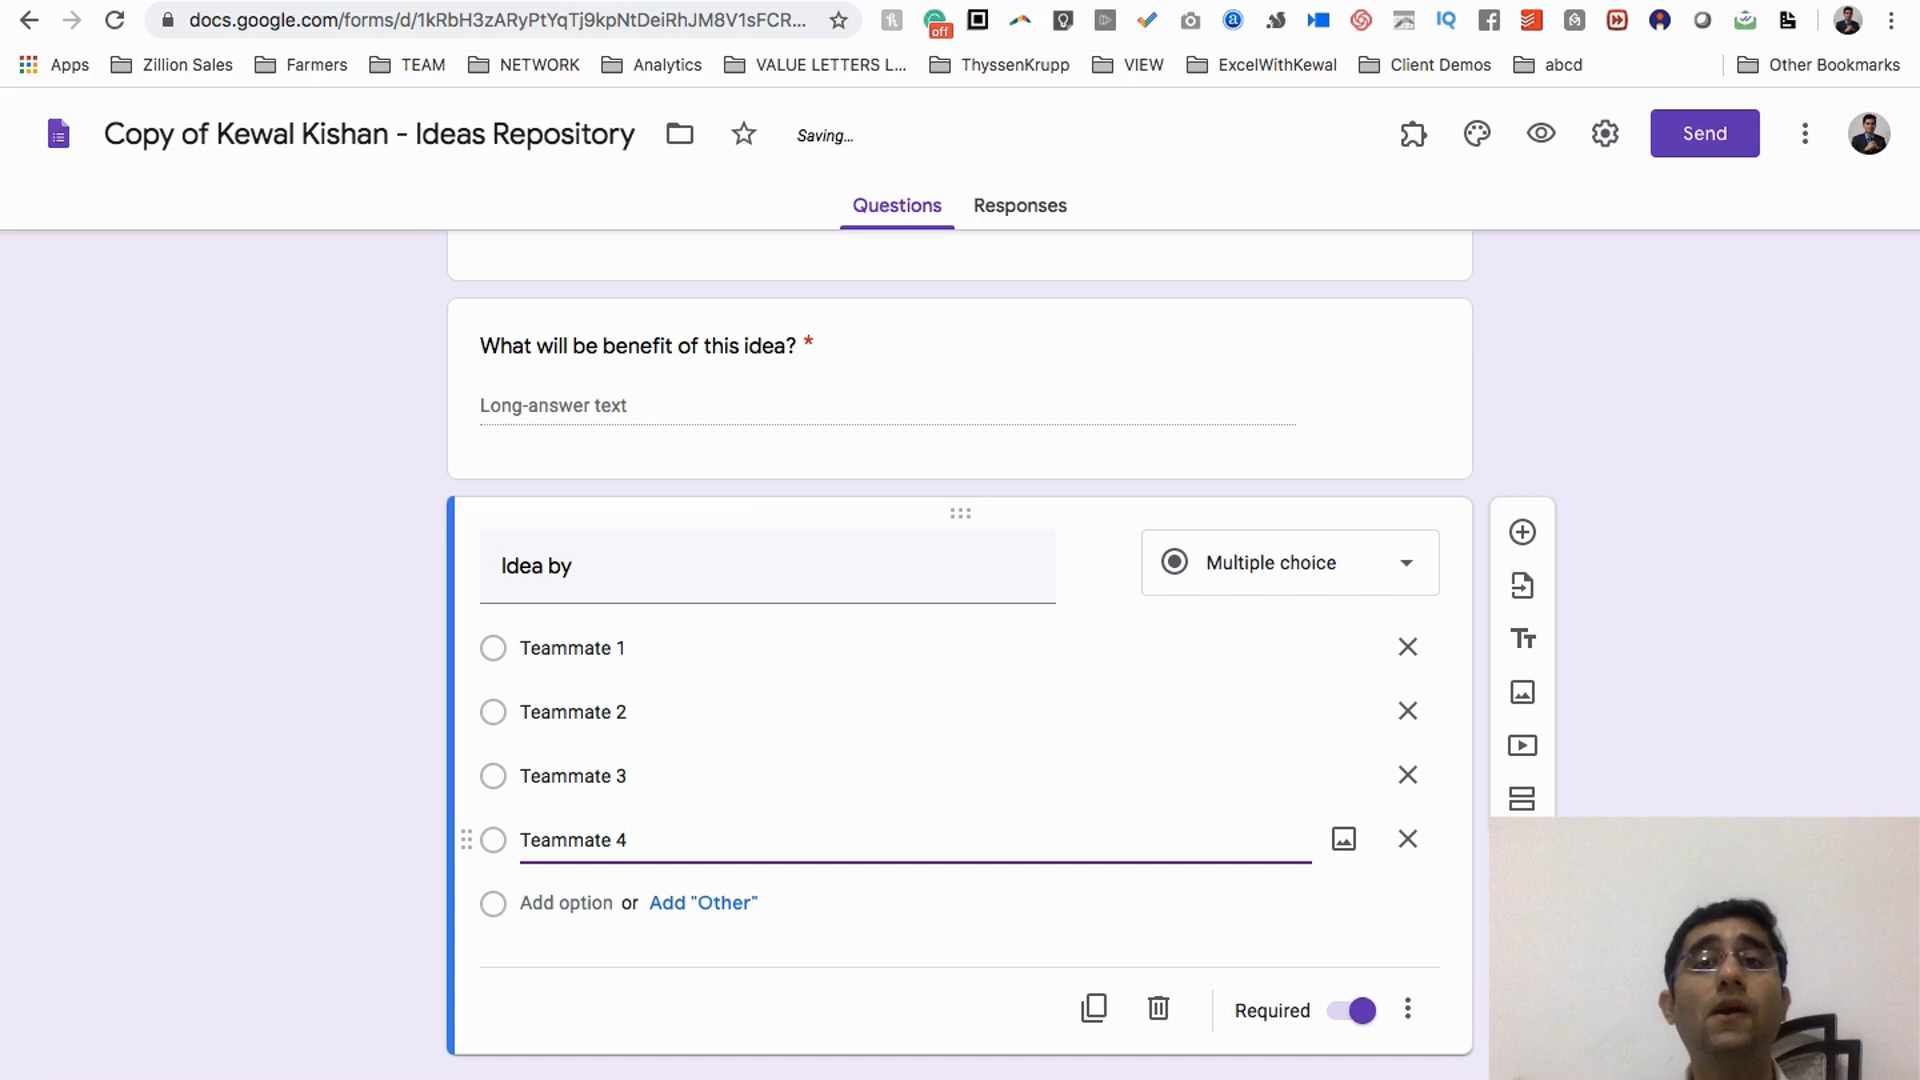 docs.google.com/forms/d/1kRbH3zARyPtYqTj9kpNtDeiRhJM8V1sFCR...
off
IQ
Apps Zillion Sales Farmers TEAM NETWORK Analytics VALUE LETTERS L... ThyssenKrupp VIEW ExcelWithKewal Client Demos abcd Other Bookmarks
Copy of Kewal Kishan - Ideas Repository Saving... Send
Questions Responses
What will be benefit of this idea? *
Long-answer text
Idea by Multiple choice
Teammate 1
Teammate 2
Teammate 3
Teammate 4
Add option or Add "Other"
Required